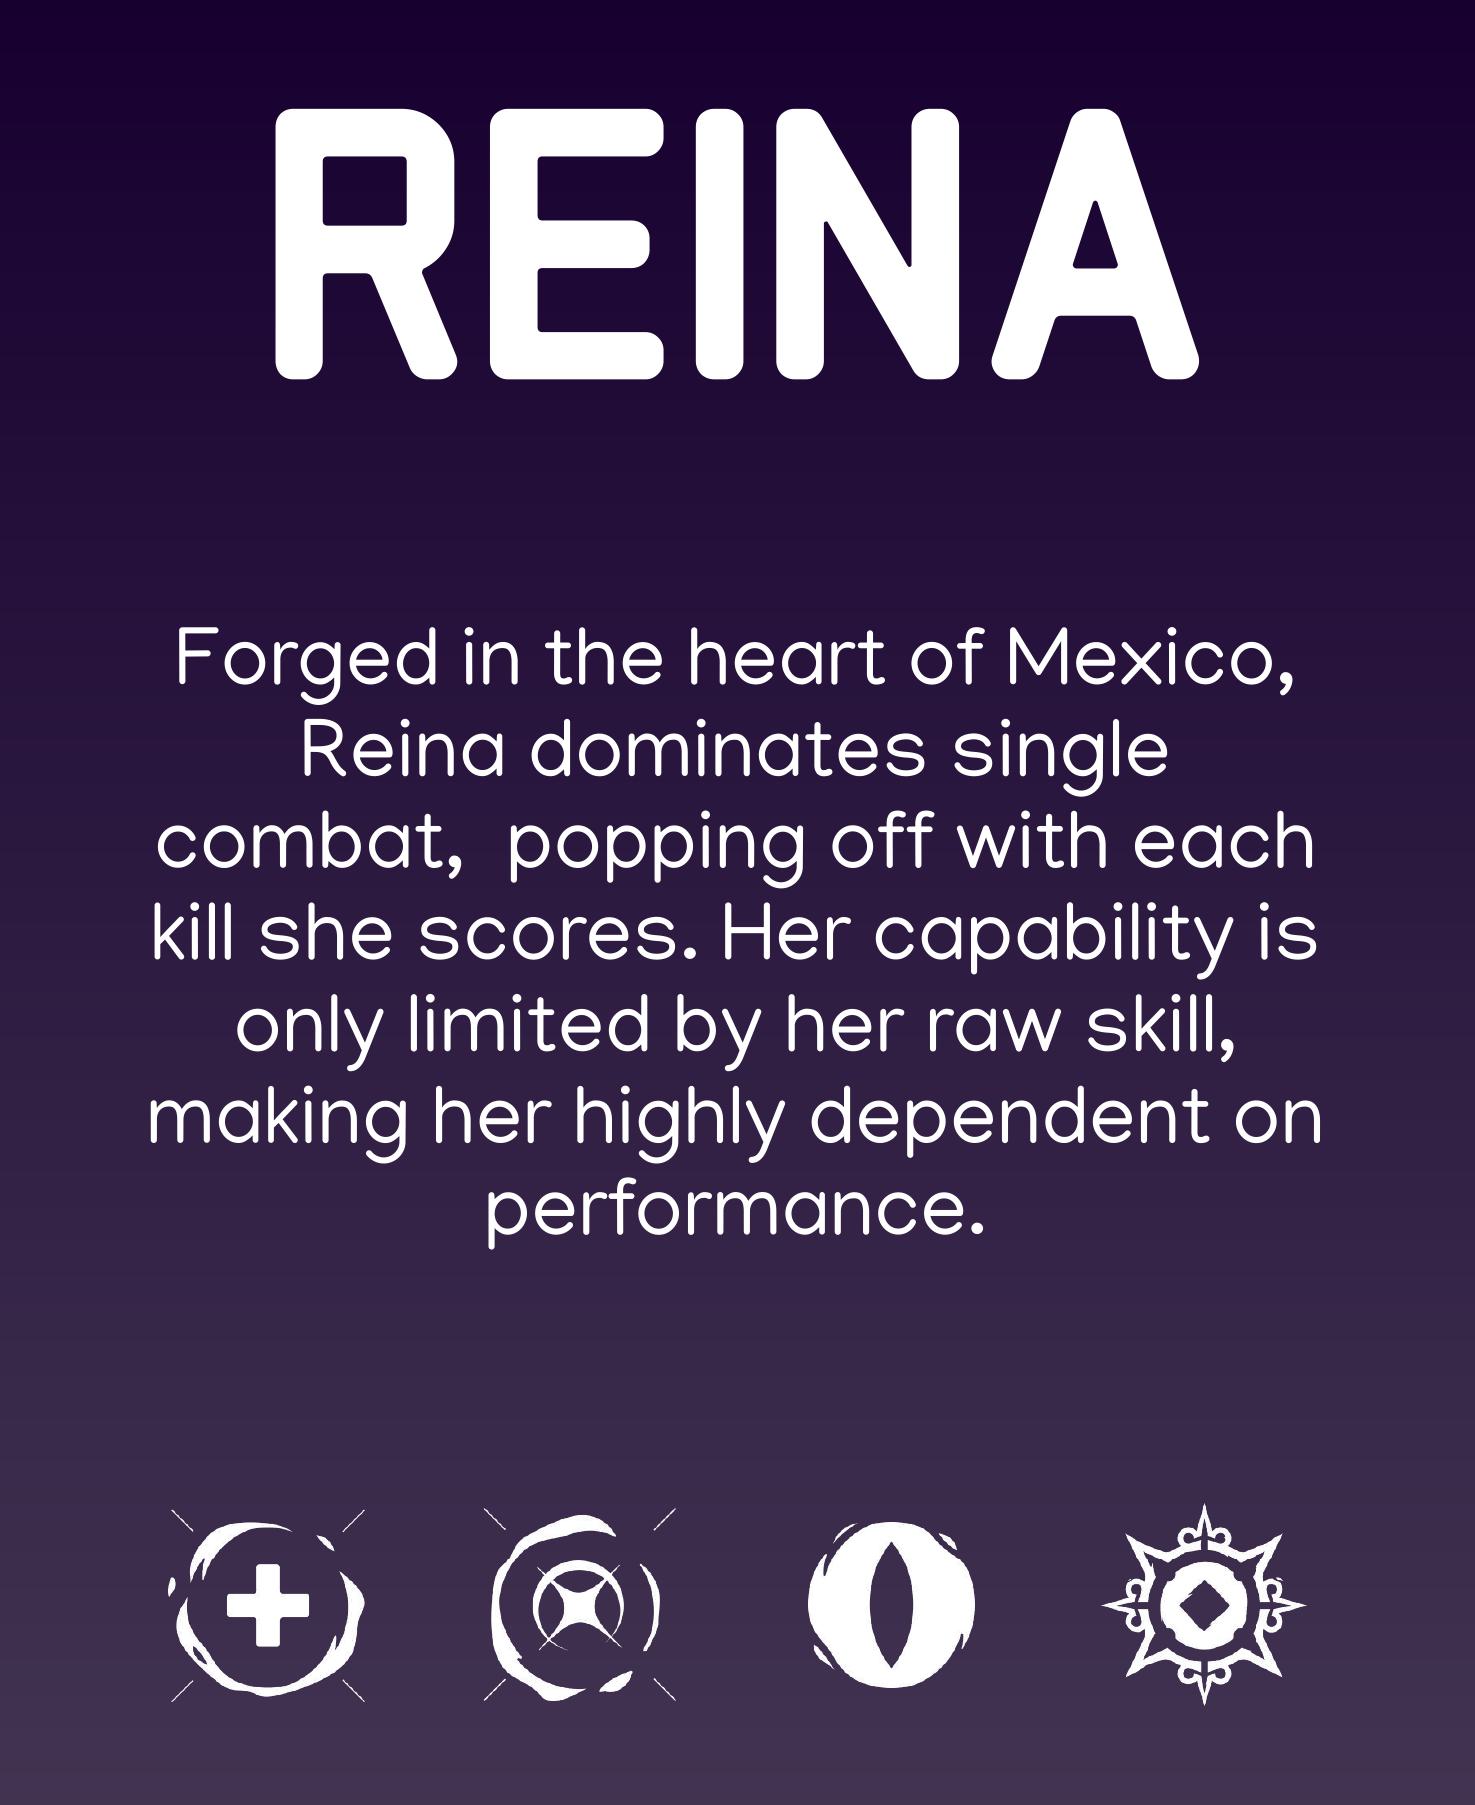 REINA
Forged in the heart of Mexico,
Reina dominates single
combat,  popping off with each
kill she scores. Her capability is
only limited by her raw skill,
making her highly dependent on
performance.